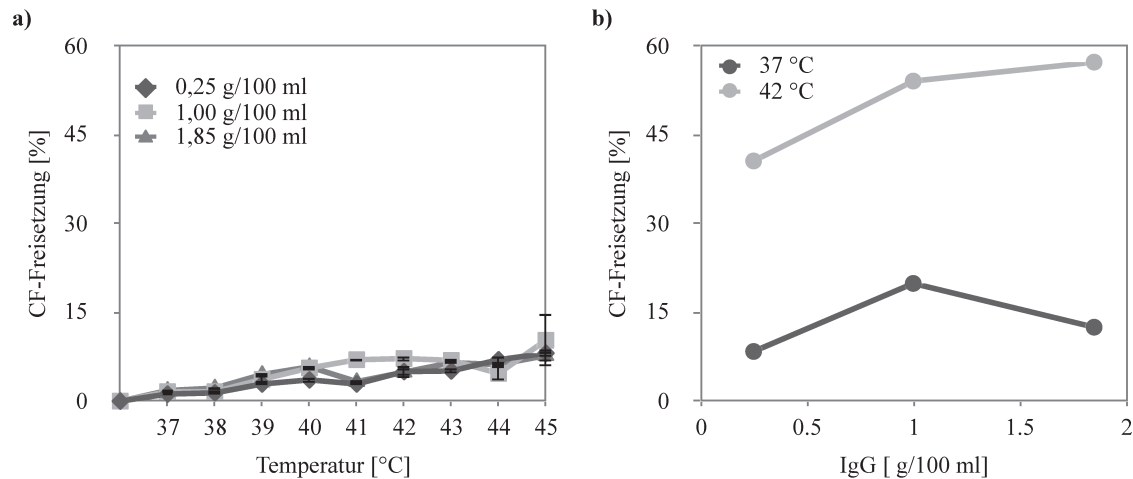 a)
60
45
30
15
0
CF-Freisetzung [%]
0,25 g/100 ml
1,00 g/100 ml
1,85 g/100 ml
37 38 39 40 41 42 43 44 45
Temperatur [°C]
b)
60
45
30
15
0
CF-Freisetzung [%]
37 °C
42 °C
0 0.5 1 1.5 2
IgG [ g/100 ml]